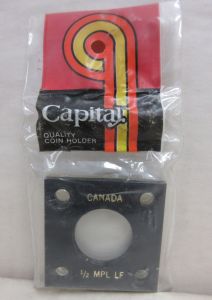 Capital
QUALITY
COIN HOLDER
CANADA
½ MPL LF